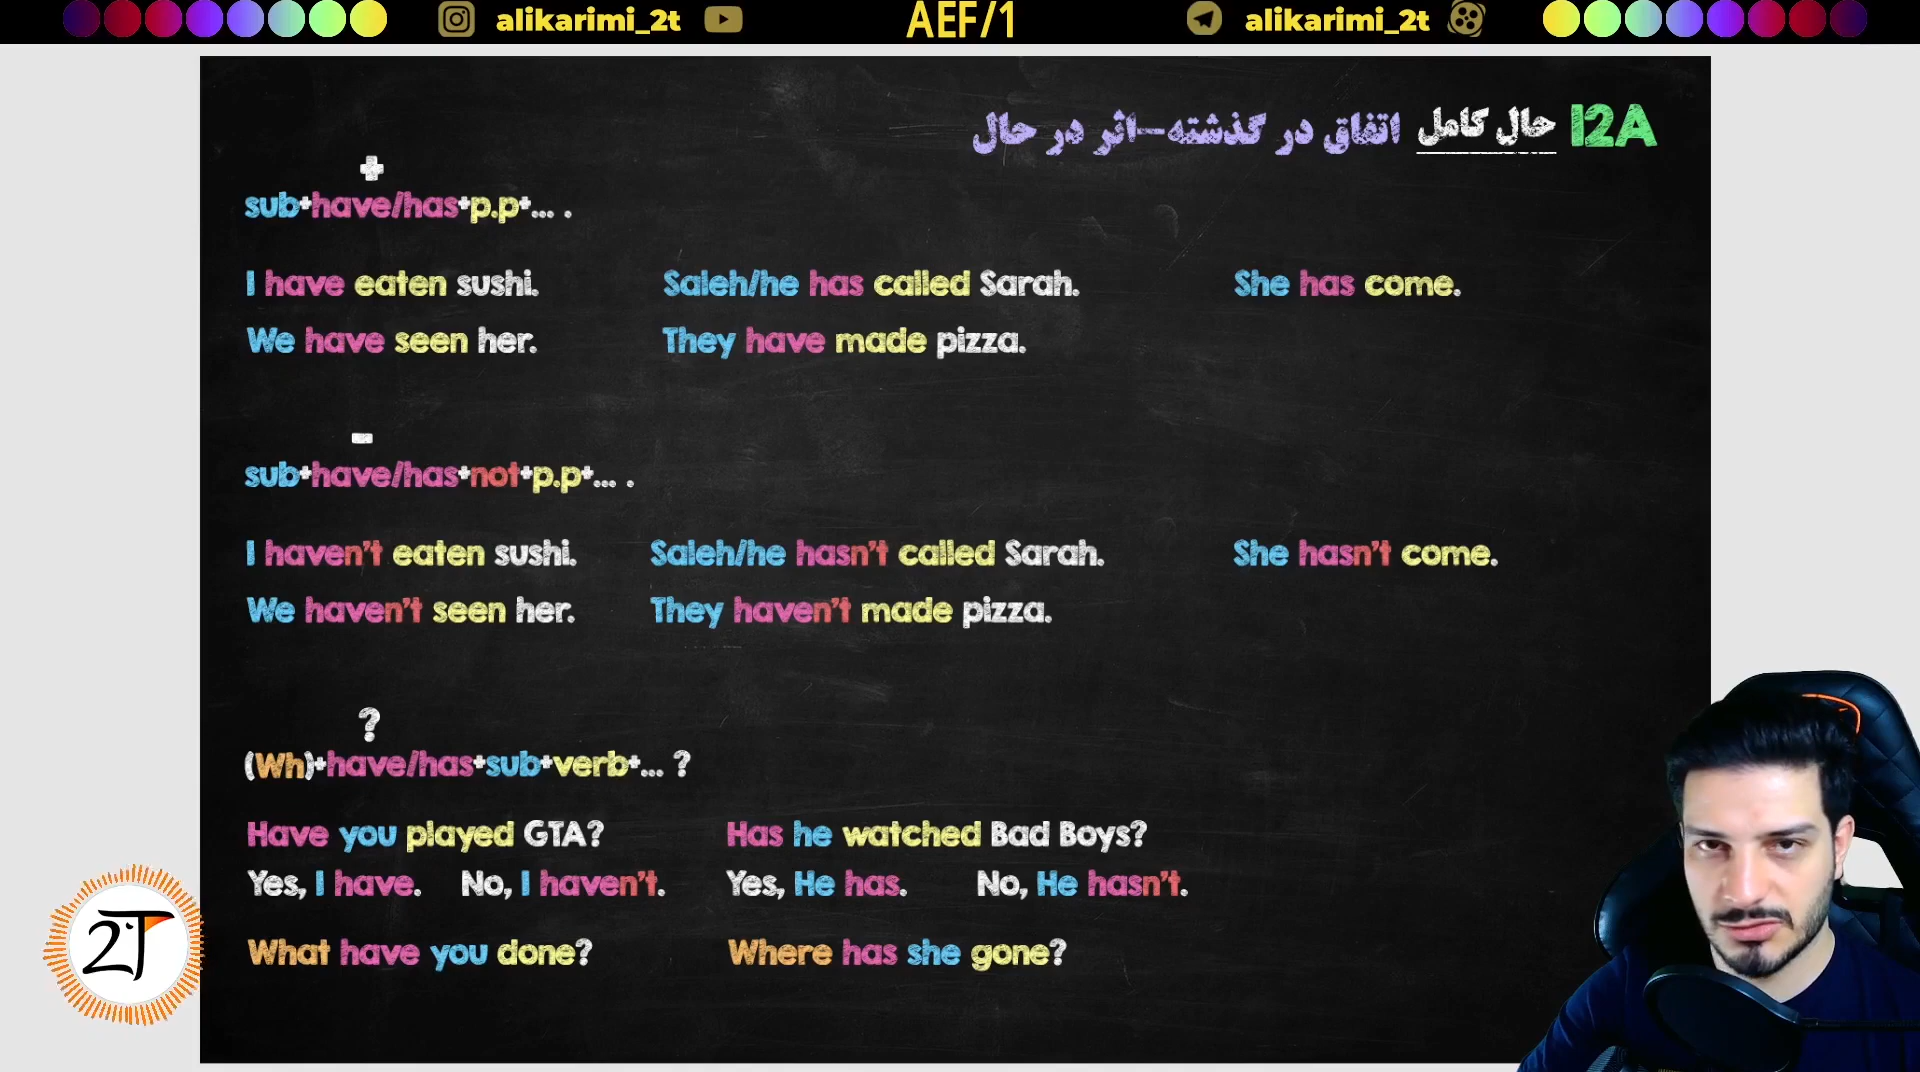 alikarimi_2t AEF/1 alikarimi_2t
12A حال کامل اتفاق در گذشته-اثر در حال
+
sub+have/has+p.p+... .
I have eaten sushi. Saleh/he has called Sarah. She has come.
We have seen her. They have made pizza.
-
sub+have/has+not+p.p+... .
I haven't eaten sushi. Saleh/he hasn't called Sarah. She hasn't come.
We haven't seen her. They haven't made pizza.
?
(Wh)+have/has+sub+verb+... ?
Have you played GTA? Has he watched Bad Boys?
Yes, I have. No, I haven't. Yes, He has. No, He hasn't.
What have you done? Where has she gone?
2T